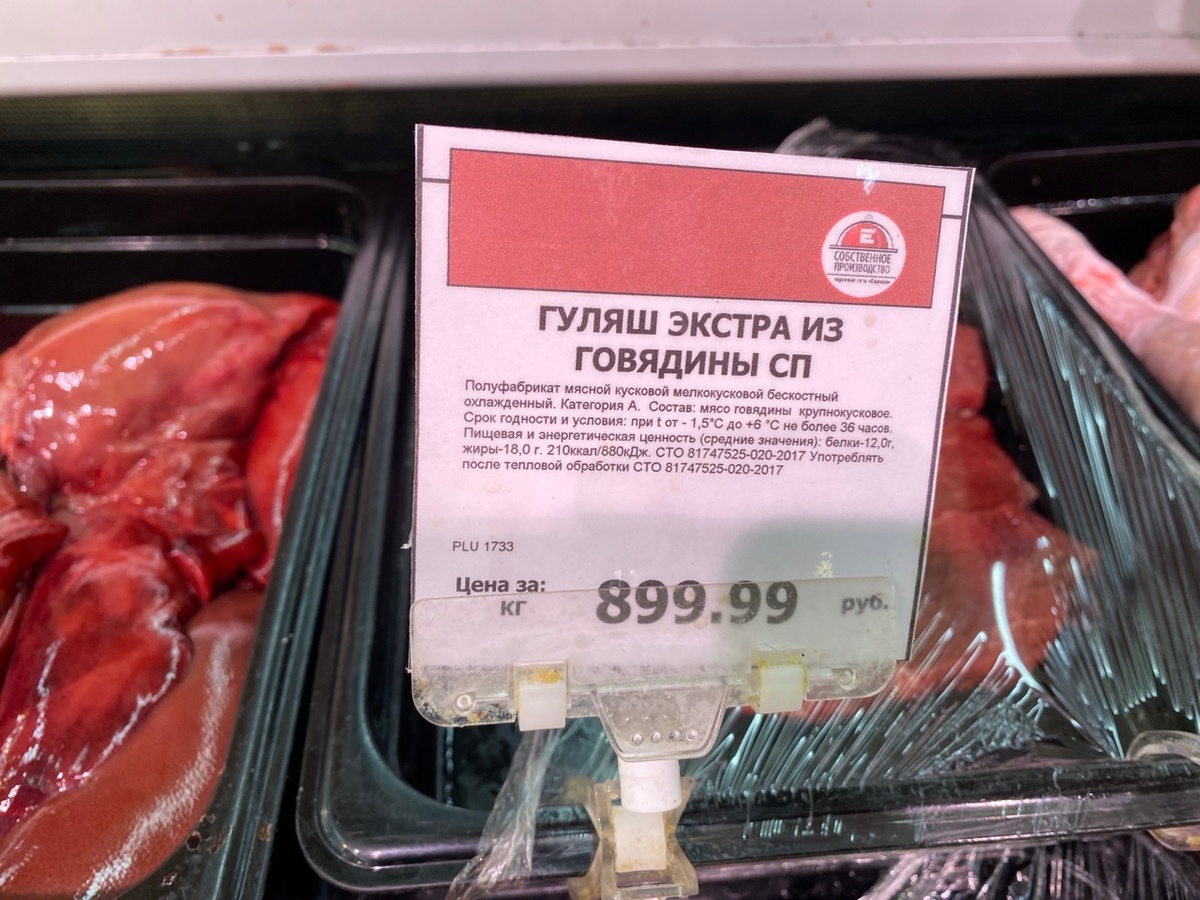 СОБСТВЕННОЕ
ПРОИЗВОДСТВО
ГУЛЯШ ЭКСТРА ИЗ
ГОВЯДИНЫ СП
Полуфабрикат мясной кусковой мелкокусковой бескостный
охлажденный. Категория А. Состав: мясо говядины крупнокусковое.
Срок годности и условия: при t от - 1,5°С до +6 °С не более 36 часов.
Пищевая и энергетическая ценность (средние значения): белки-12,0г,
жиры-18,0 г. 210ккал/880кДж. СТО 81747525-020-2017 Употреблять
после тепловой обработки СТО 81747525-020-2017
PLU 1733
Цена за:
кг
899.99 руб.